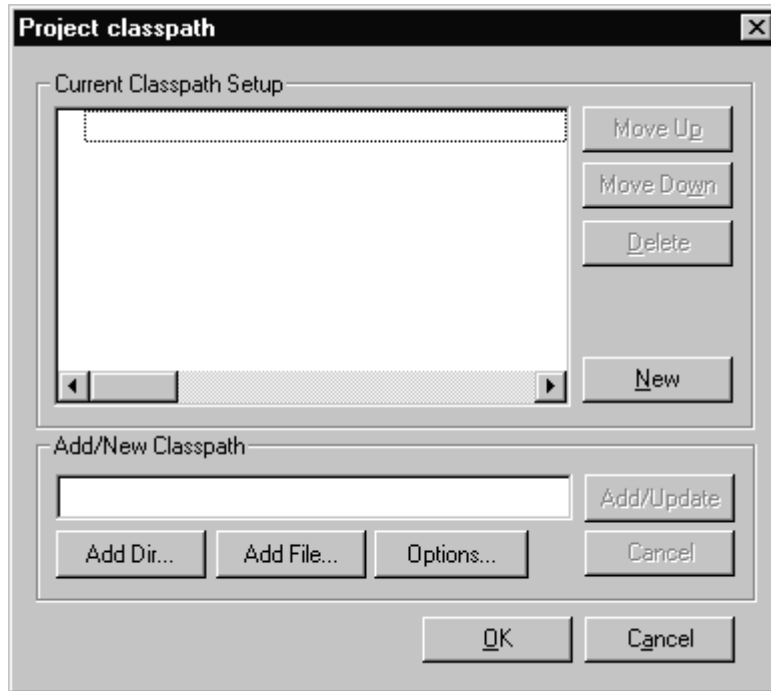 Project classpath
Current Classpath Setup
Move Up
Move Down
Delete
New
Add/New Classpath
Add/Update
Add Dir... Add File... Options... Cancel
OK Cancel